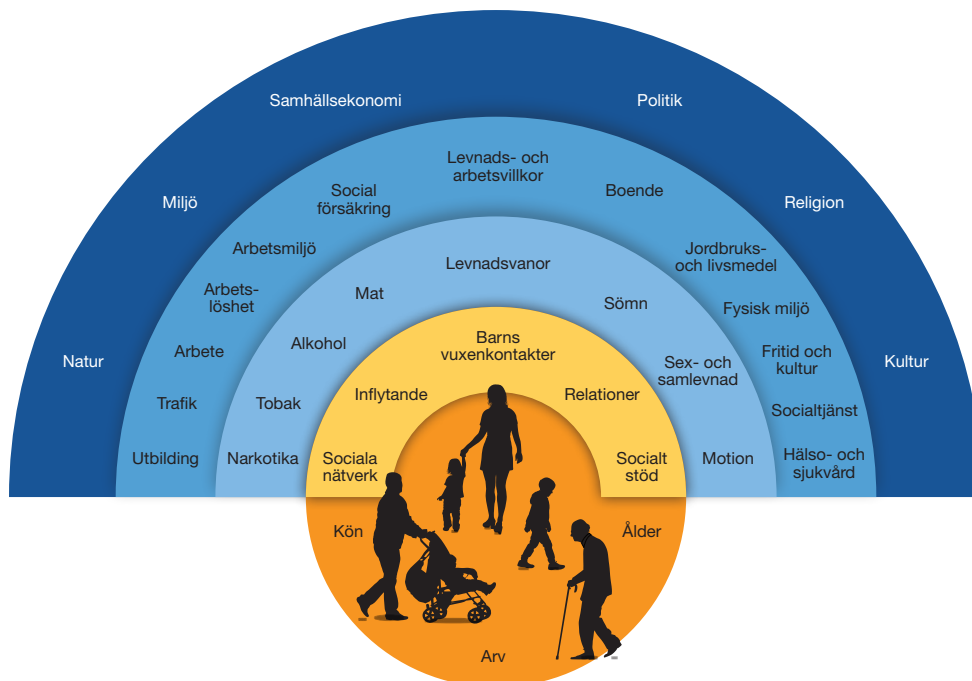 Samhällsekonomi
Politik
Miljö
Religion
Natur
Kultur
Levnads- och
arbetsvillkor
Social
försäkring
Boende
Arbetsmiljö
Jordbruks-
och livsmedel
Arbets-
löshet
Fysisk miljö
Arbete
Fritid och
kultur
Trafik
Socialtjänst
Utbilding
Hälso- och
sjukvård
Levnadsvanor
Mat
Sömn
Alkohol
Sex- och
samlevnad
Tobak
Narkotika
Motion
Barns
vuxenkontakter
Inflytande
Relationer
Sociala
nätverk
Socialt
stöd
Kön
Ålder
Arv